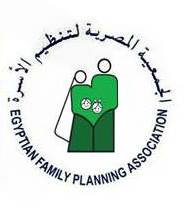 الجمعية المصرية لتنظيم الأسرة
EGYPTIAN FAMILY PLANNING ASSOCIATION